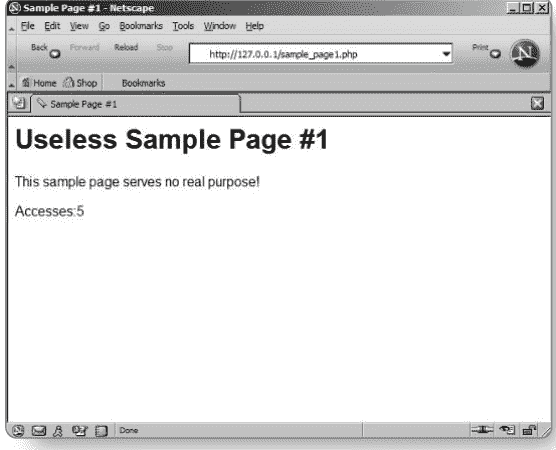 Sample Page #1 - Netscape
File Edit View Go Bookmarks Tools Window Help
Back Forward Reload Stop http://127.0.0.1/sample_page1.php Print N
Home Shop Bookmarks
Sample Page #1
Useless Sample Page #1
This sample page serves no real purpose!
Accesses:5
Done